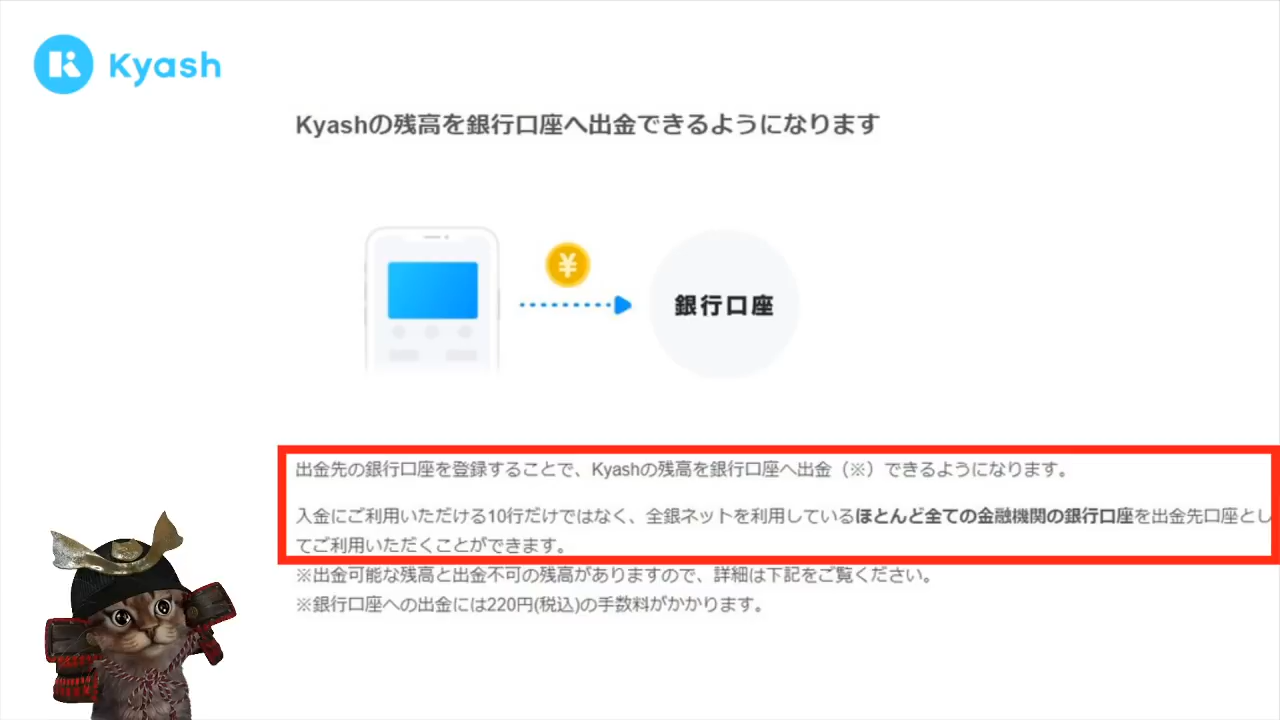 Kyash
Kyashの残高を銀行口座へ出金できるようになります
¥
銀行口座
出金先の銀行口座を登録することで、Kyashの残高を銀行口座へ出金（※）できるようになります。
入金にご利用いただける10行だけではなく、全銀ネットを利用しているほとんど全ての金融機関の銀行口座を出金先口座とし
てご利用いただくことができます。
※出金可能な残高と出金不可の残高がありますので、詳細は下記をご覧ください。
※銀行口座への出金には220円(税込)の手数料がかかります。